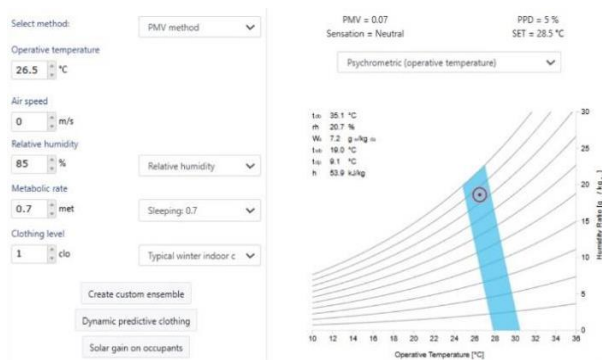 Select method:
PMV method
Operative temperature
26.5 °C
Air speed
0 m/s
Relative humidity
85 %
Relative humidity
Metabolic rate
0.7 met
Sleeping: 0.7
Clothing level
1 clo
Typical winter indoor c
Create custom ensemble
Dynamic predictive clothing
Solar gain on occupants
PMV = 0.07
PPD = 5 %
Sensation = Neutral
SET = 28.5 °C
Psychrometric (operative temperature)
35.1 °C
rh 20.7 %
7.2
19.0 °C
9.1 °C
h 53.9 kJ/kg
30
25
20
15
10
5
0
Humidity Ratio
10 12 14 16 18 20 22 24 26 28 30 32 34 36
Operative Temperature [°C]